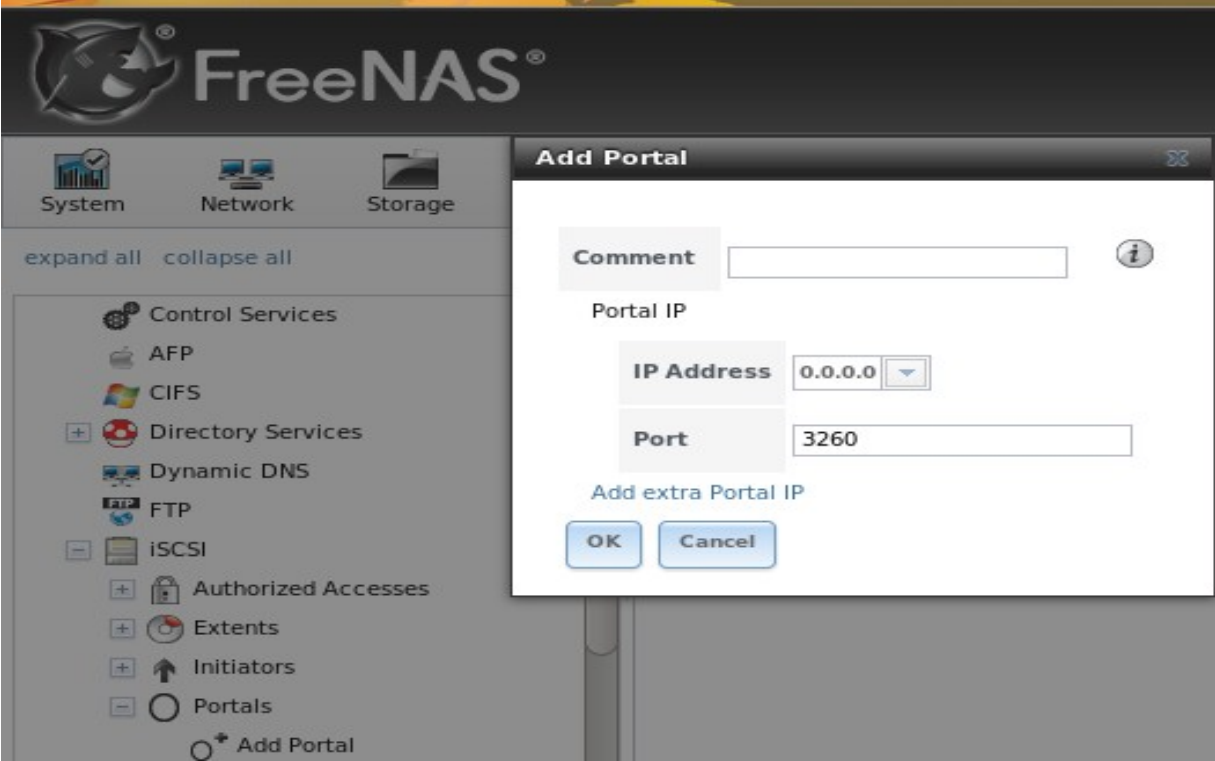 FreeNAS®
System Network Storage
expand all collapse all
Control Services
AFP
CIFS
Directory Services
Dynamic DNS
FTP
FTP
iSCSI
Authorized Accesses
Extents
Initiators
Portals
Add Portal
Add Portal
Comment
i
Portal IP
IP Address 0.0.0.0
Port 3260
Add extra Portal IP
OK Cancel